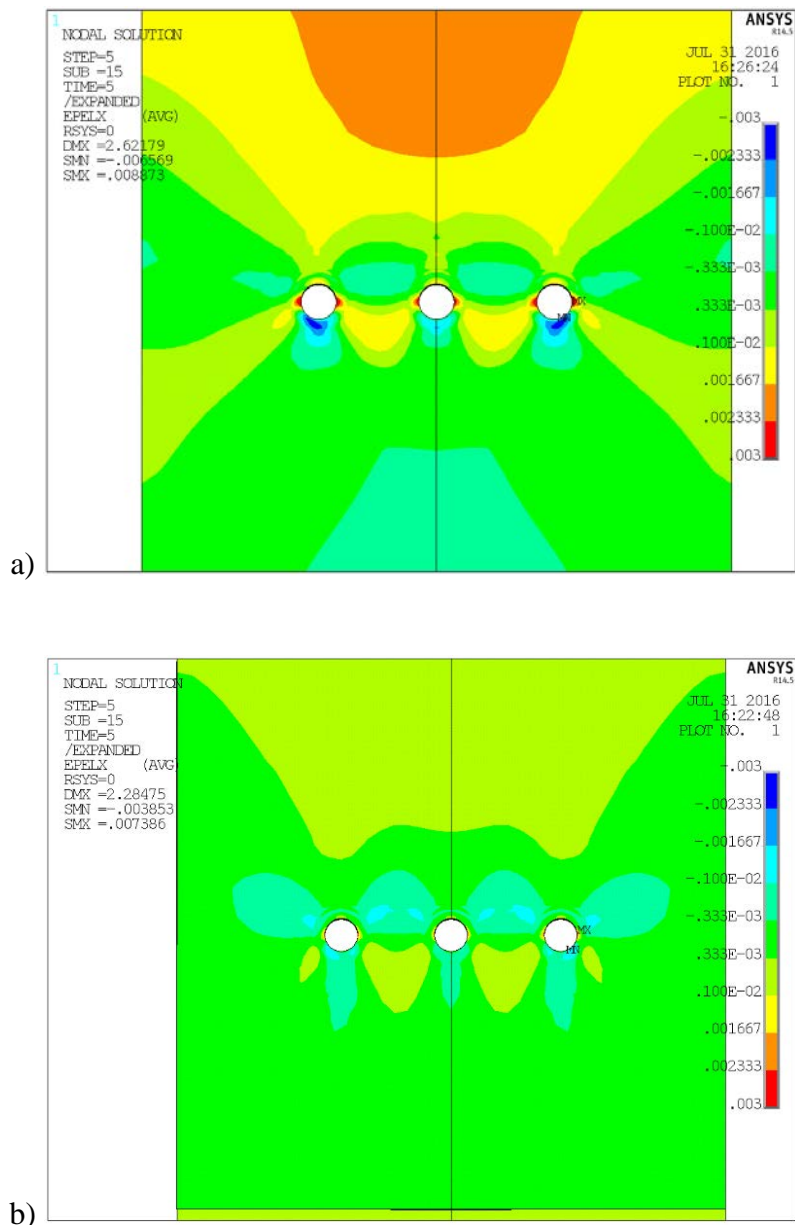 1
NODAL SOLUTION
STEP=5
SUB =15
TIME=5
/EXPANDED
EPELX (AVG)
RSYS=0
DMX =2.62179
SMN =-.006569
SMX =.008873
ANSYS
R14.5
JUL 31 2016
16:26:24
PLOT NO. 1
-.003
-.002333
-.001667
-.100E-02
-.333E-03
.333E-03
.100E-02
.001667
.002333
.003
MX
MN
a)
1
NODAL SOLUTION
STEP=5
SUB =15
TIME=5
/EXPANDED
EPELX (AVG)
RSYS=0
DMX =2.28475
SMN =-.003853
SMX =.007386
ANSYS
R14.5
JUL 31 2016
16:22:48
PLOT NO. 1
-.003
-.002333
-.001667
-.100E-02
-.333E-03
.333E-03
.100E-02
.001667
.002333
.003
MX
MN
b)